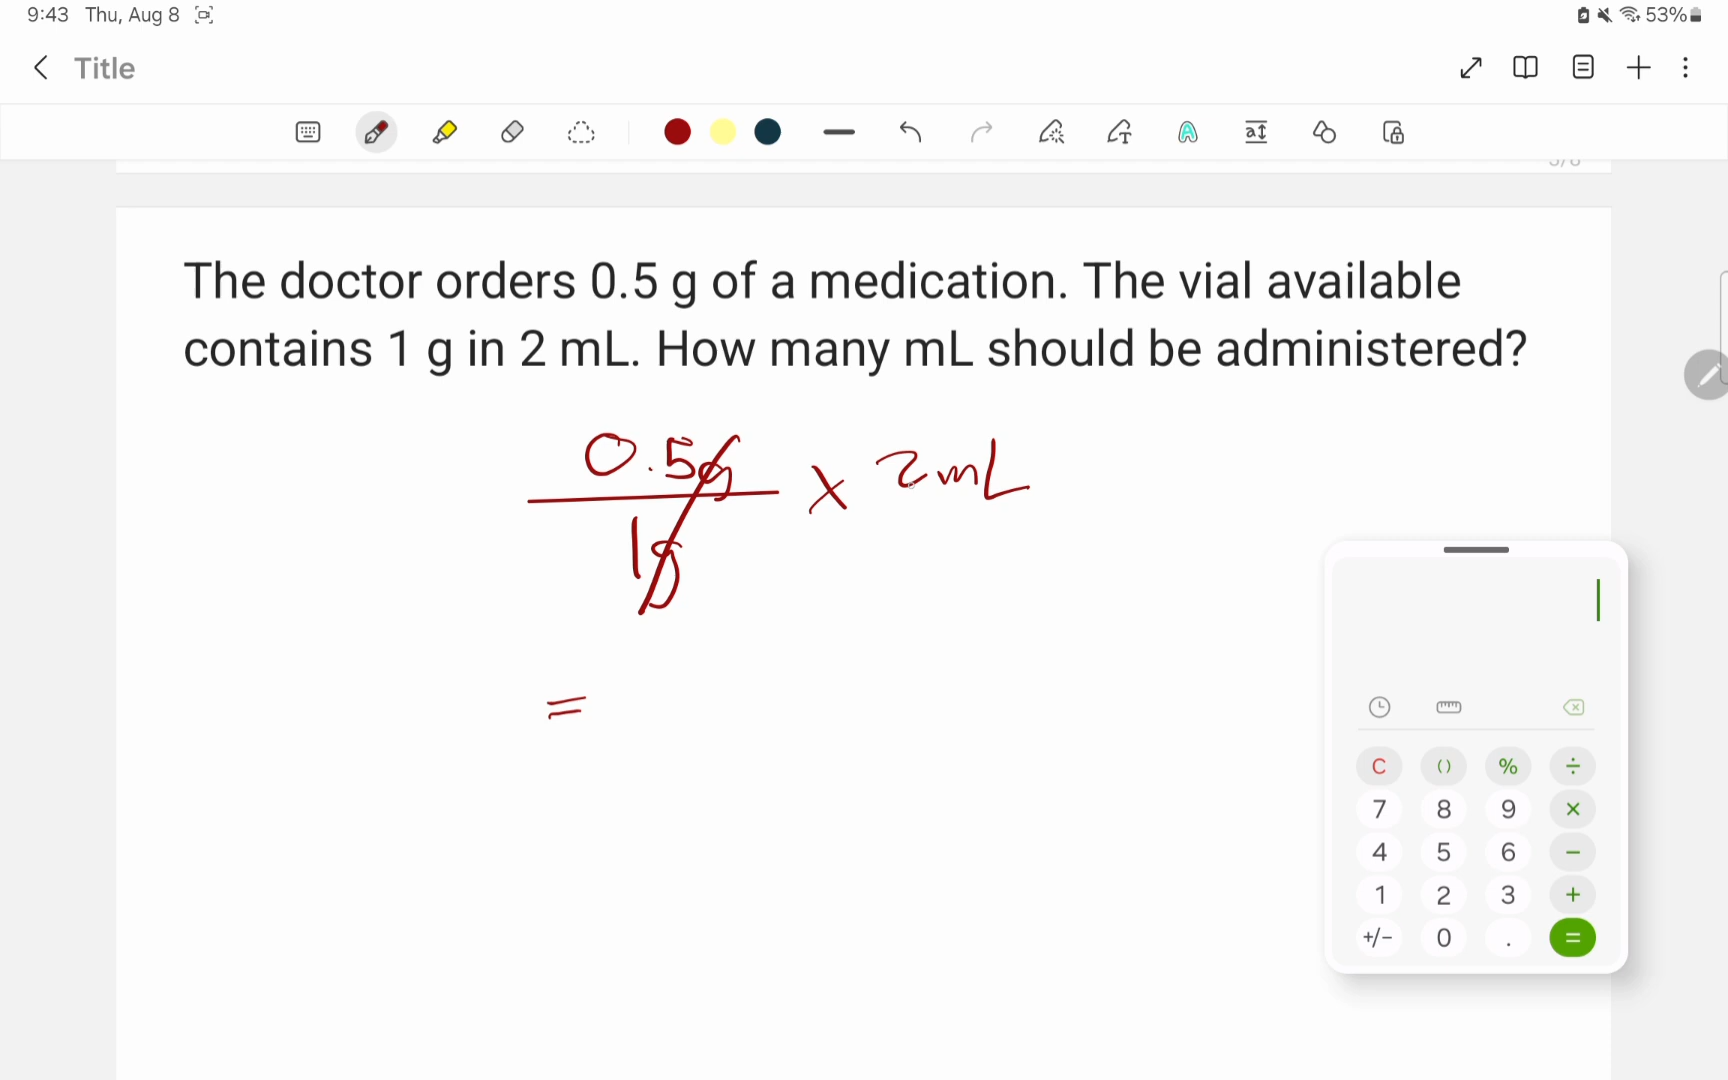 9:43 Thu, Aug 8 53%
Title
The doctor orders 0.5 g of a medication. The vial available
contains 1 g in 2 mL. How many mL should be administered?
0.5g
x 2mL
1g
=
C () % ÷
7 8 9 ×
4 5 6 −
1 2 3 +
+/− 0 . =